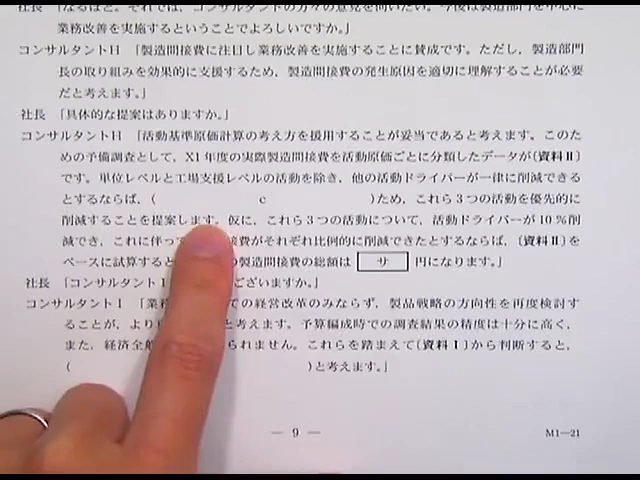 社長 「なるほど。それでは，コンサルタントの方々の意見を伺いたい。今後は製造部門を中心に
業務改善を実施するということでよろしいですか。」
コンサルタントH 「製造間接費に注目し業務改善を実施することに賛成です。ただし，製造部門
長の取り組みを効果的に支援するため，製造間接費の発生原因を適切に理解することが必要
だと考えます。」
社長 「具体的な提案はありますか。」
コンサルタントH 「活動基準原価計算の考え方を援用することが妥当であると考えます。このた
めの予備調査として，X1年度の実際製造間接費を活動原価ごとに分類したデータが〔資料Ⅱ〕
です。単位レベルと工場支援レベルの活動を除き，他の活動ドライバーが一律に削減できる
とするならば，( c )ため，これら3つの活動を優先的に
削減することを提案します。仮に，これら3つの活動について，活動ドライバーが10％削
減でき，これに伴って 接費がそれぞれ比例的に削減できたとするならば，〔資料Ⅱ〕を
ベースに試算すると の製造間接費の総額は サ 円になります。」
社長 「コンサルタントI ございますか。」
コンサルタントI 「業務 ての経営改革のみならず，製品戦略の方向性を再度検討す
ることが，より と考えます。予算編成時での調査結果の精度は十分に高く，
また，経済全般 られません。これらを踏まえて〔資料Ⅰ〕から判断すると，
( )と考えます。」
— 9 —
M1—21